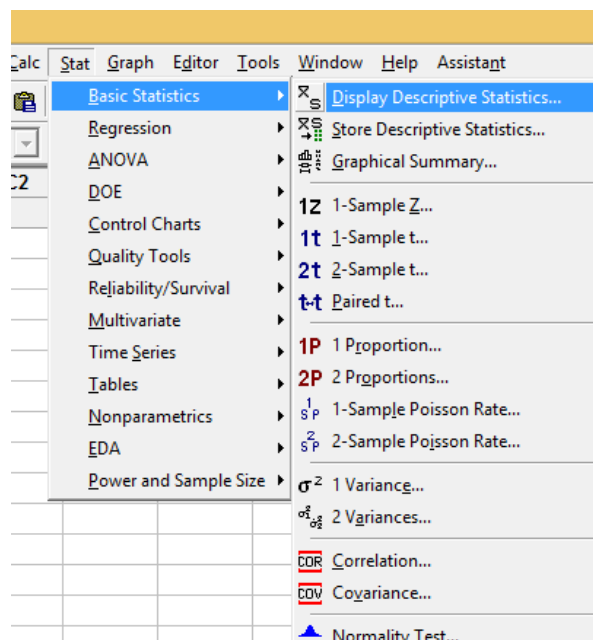 Calc Stat Graph Editor Tools Window Help Assistant
C2
Basic Statistics
Regression
ANOVA
DOE
Control Charts
Quality Tools
Reliability/Survival
Multivariate
Time Series
Tables
Nonparametrics
EDA
Power and Sample Size
Display Descriptive Statistics...
Store Descriptive Statistics...
Graphical Summary...
1Z 1-Sample Z...
1t 1-Sample t...
2t 2-Sample t...
t-t Paired t...
1P 1 Proportion...
2P 2 Proportions...
1 S P 1-Sample Poisson Rate...
2 S P 2-Sample Poisson Rate...
σ² 1 Variance...
2 Variances...
COR Correlation...
COV Covariance...
Normality Test...